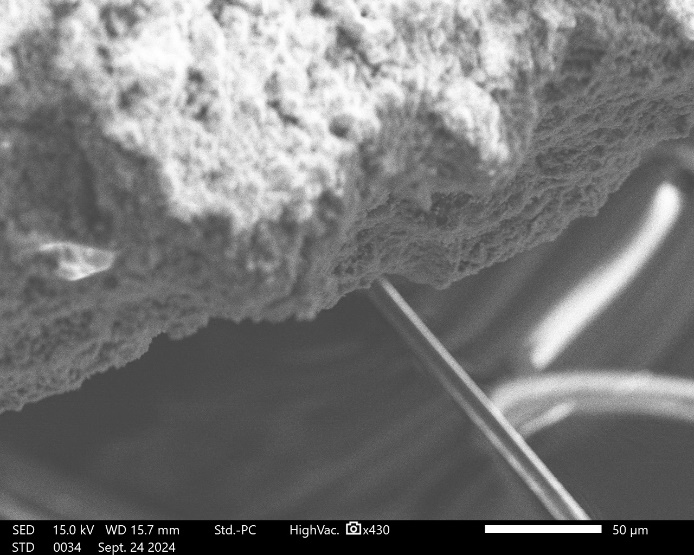 SED 15.0 kV WD 15.7 mm Std.-PC HighVac. x430 50 µm
STD 0034 Sept. 24 2024